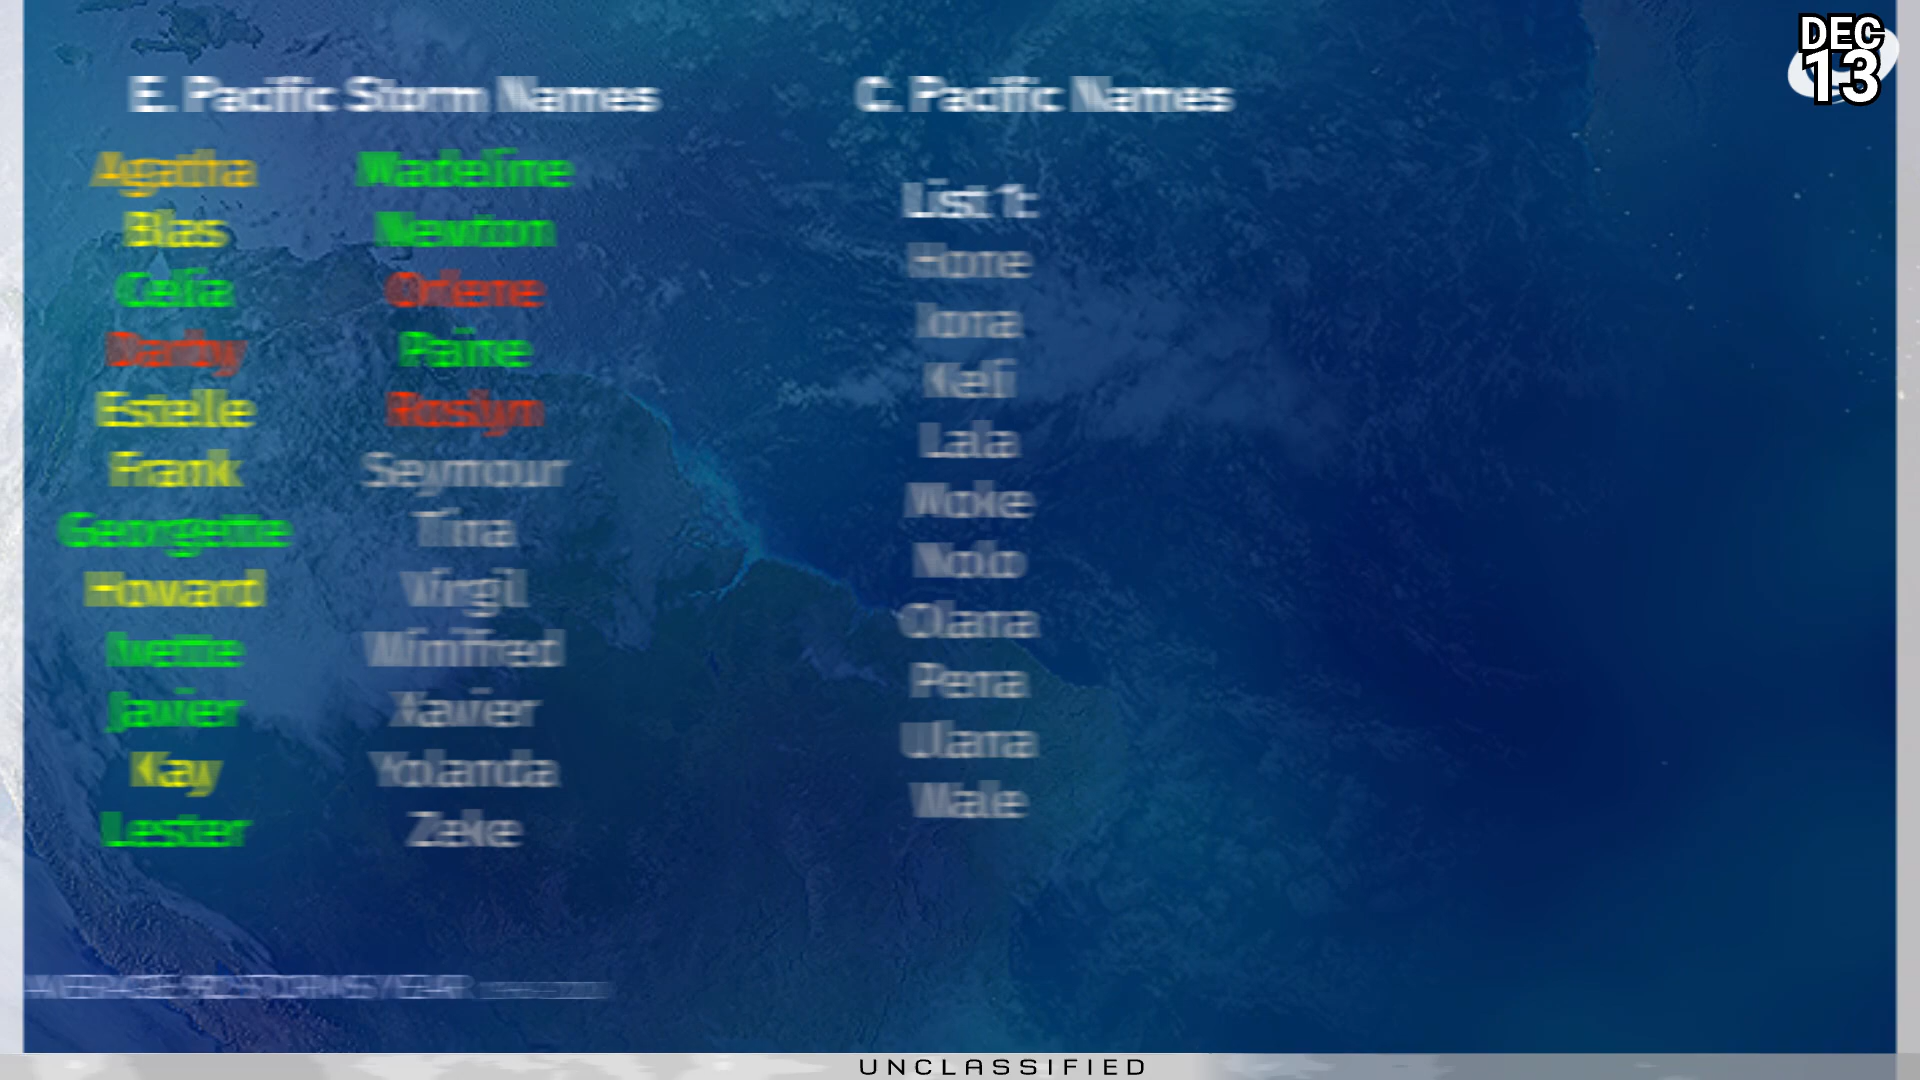 DEC
13
E. Pacific Storm Names
Agatha
Blas
Celia
Darby
Estelle
Frank
Georgette
Howard
Ivette
Javier
Kay
Lester
Madeline
Newton
Orlene
Paine
Roslyn
Seymour
Tina
Virgil
Winifred
Xavier
Yolanda
Zeke
C. Pacific Names
List 1:
Hone
Iona
Keli
Lala
Moke
Nolo
Olana
Pena
Ulana
Wale
UNCLASSIFIED